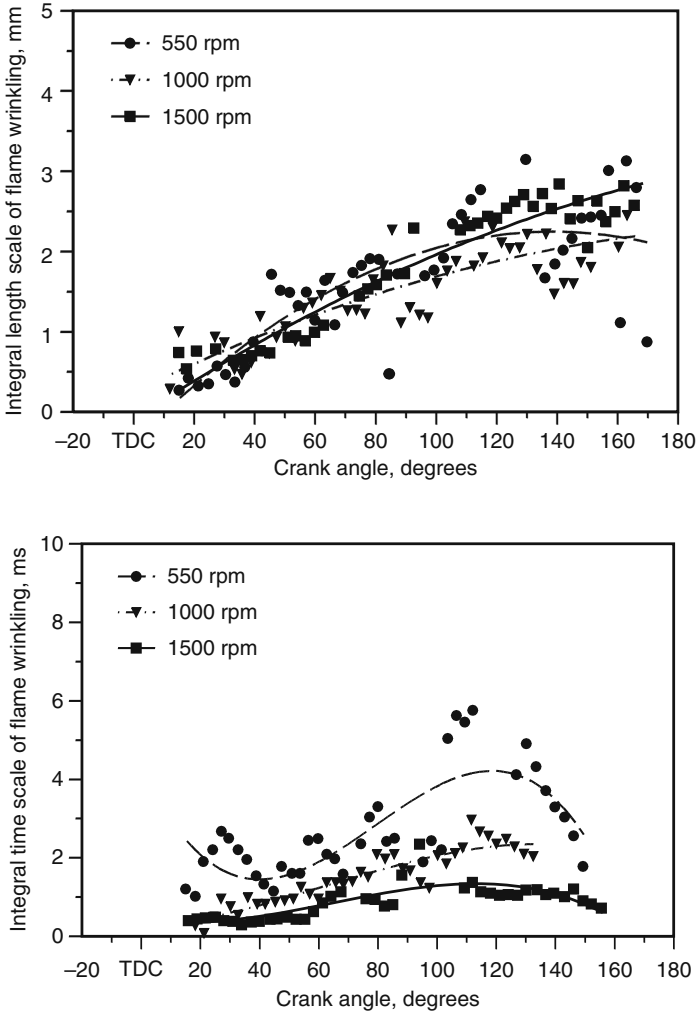 Integral length scale of flame wrinkling, mm
5
4
3
2
1
0
550 rpm
1000 rpm
1500 rpm
–20 TDC 20 40 60 80 100 120 140 160 180
Crank angle, degrees
Integral time scale of flame wrinkling, ms
10
8
6
4
2
0
550 rpm
1000 rpm
1500 rpm
–20 TDC 20 40 60 80 100 120 140 160 180
Crank angle, degrees